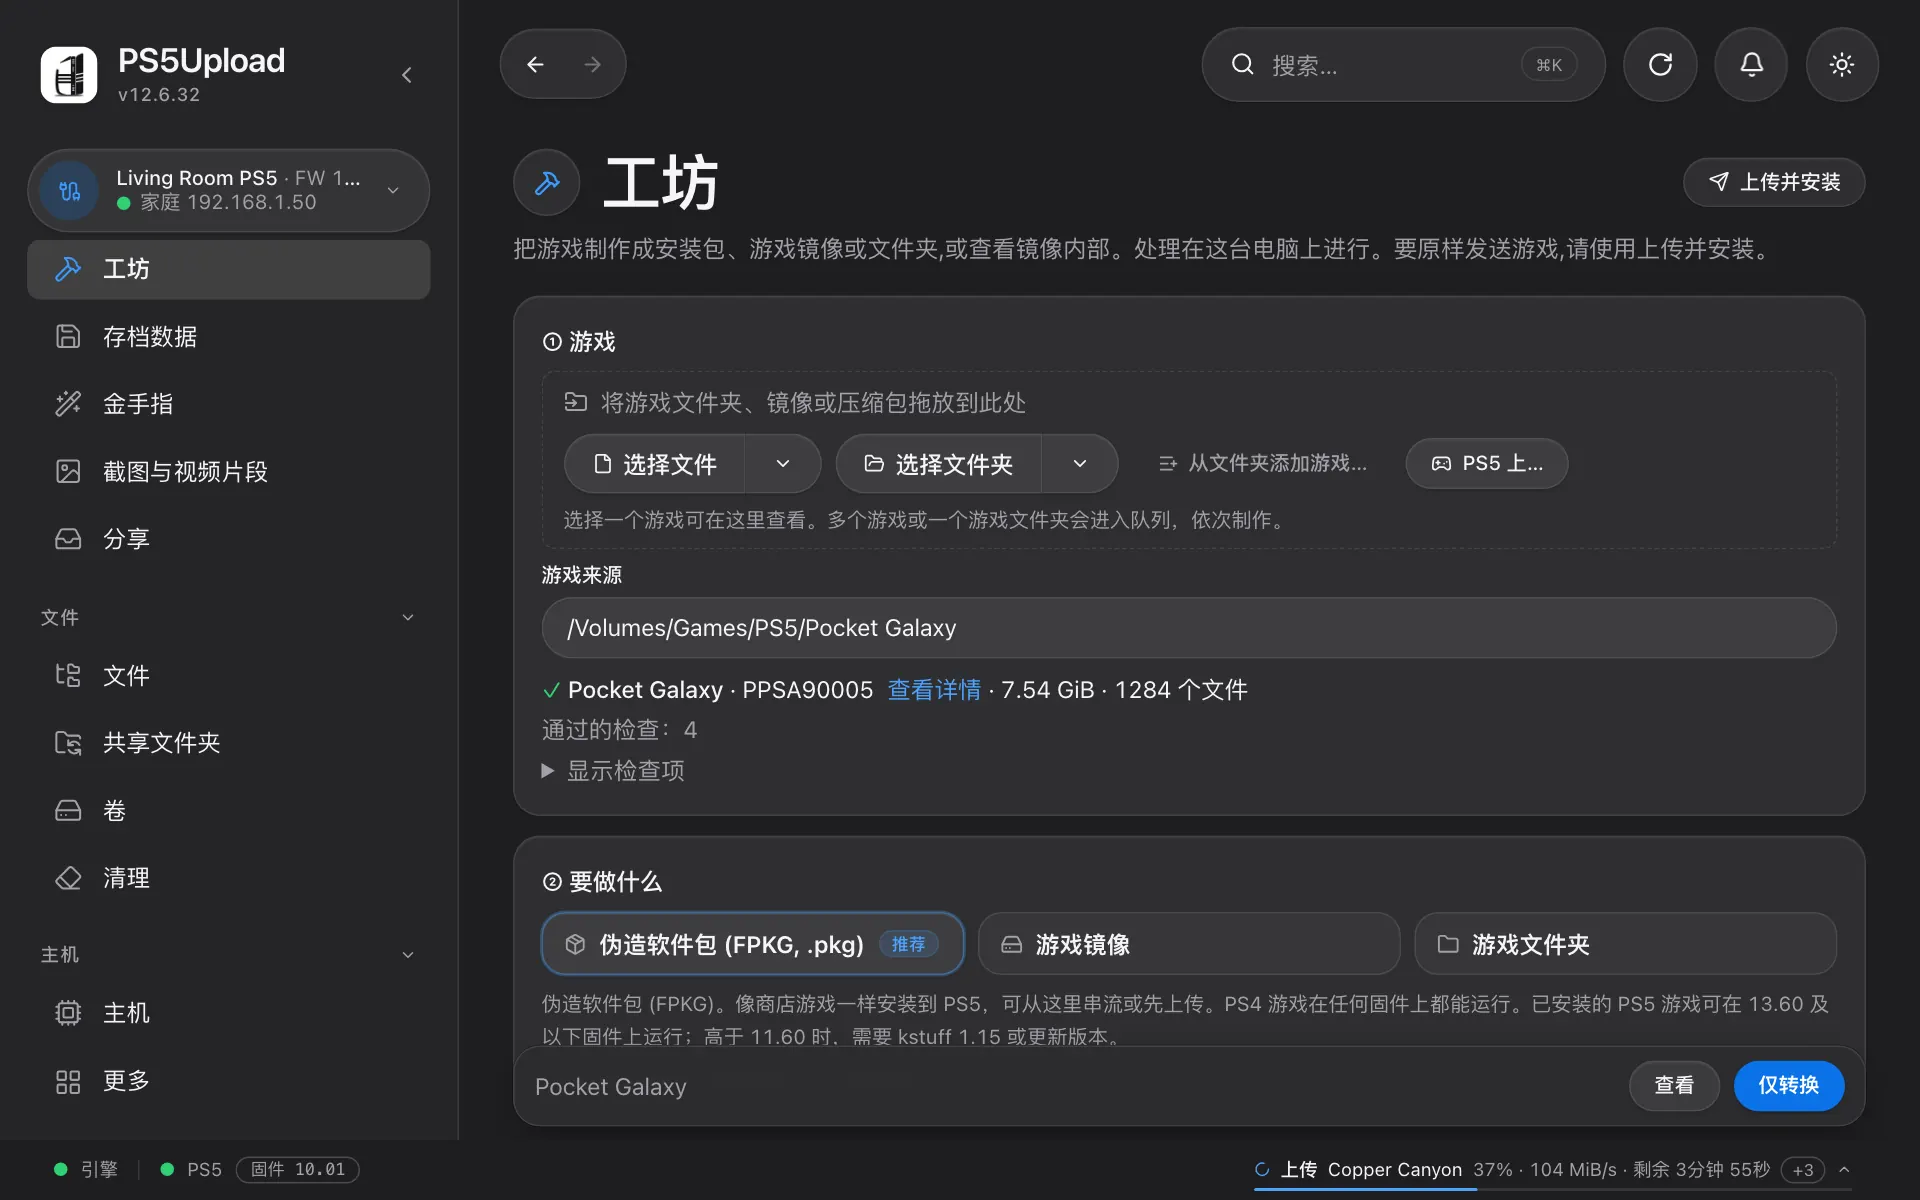 PS5Upload
v12.6.32
Living Room PS5 · FW 1...
家庭 192.168.1.50
工坊
存档数据
金手指
截图与视频片段
分享
文件
文件
共享文件夹
卷
清理
主机
主机
更多
搜索...
⌘K
工坊
上传并安装
把游戏制作成安装包、游戏镜像或文件夹,或查看镜像内部。处理在这台电脑上进行。要原样发送游戏,请使用上传并安装。
① 游戏
将游戏文件夹、镜像或压缩包拖放到此处
选择文件
选择文件夹
从文件夹添加游戏...
PS5 上...
选择一个游戏可在这里查看。多个游戏或一个游戏文件夹会进入队列，依次制作。
游戏来源
/Volumes/Games/PS5/Pocket Galaxy
✓ Pocket Galaxy · PPSA90005 查看详情 · 7.54 GiB · 1284 个文件
通过的检查：4
▶ 显示检查项
② 要做什么
伪造软件包 (FPKG, .pkg) 推荐
游戏镜像
游戏文件夹
伪造软件包 (FPKG)。像商店游戏一样安装到 PS5，可从这里串流或先上传。PS4 游戏在任何固件上都能运行。已安装的 PS5 游戏可在 13.60 及
以下固件上运行；高于 11.60 时，需要 kstuff 1.15 或更新版本。
Pocket Galaxy
查看
仅转换
引擎
PS5
固件 10.01
上传 Copper Canyon 37% · 104 MiB/s · 剩余 3分钟 55秒 +3